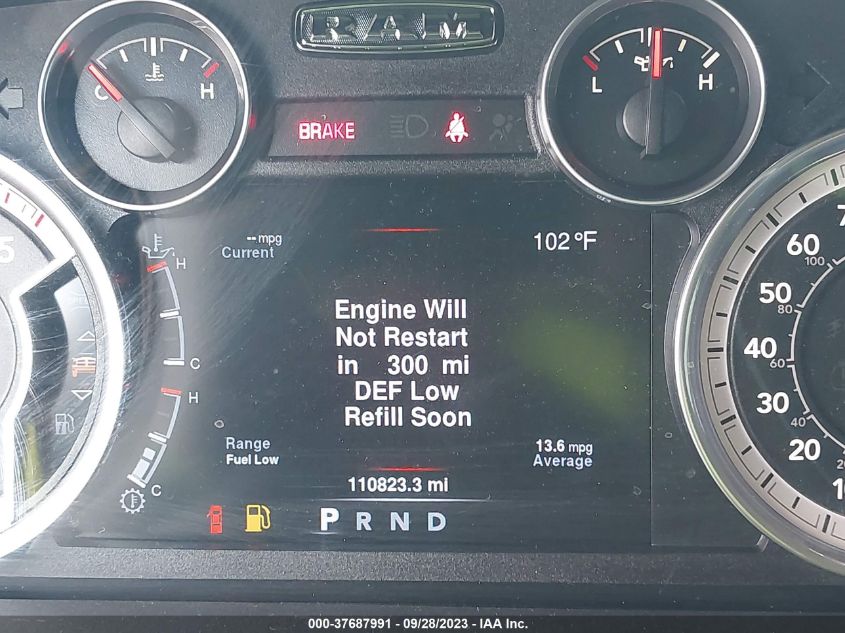 RAM
C H
L H
BRAKE
-- mpg
Current
102 °F
H
C
H
C
Engine Will
Not Restart
in 300 mi
DEF Low
Refill Soon
Range
Fuel Low
13.6 mpg
Average
110823.3 mi
P R N D
5
60
50
40
30
20
100
80
60
40
20
000-37687991 - 09/28/2023 - IAA Inc.